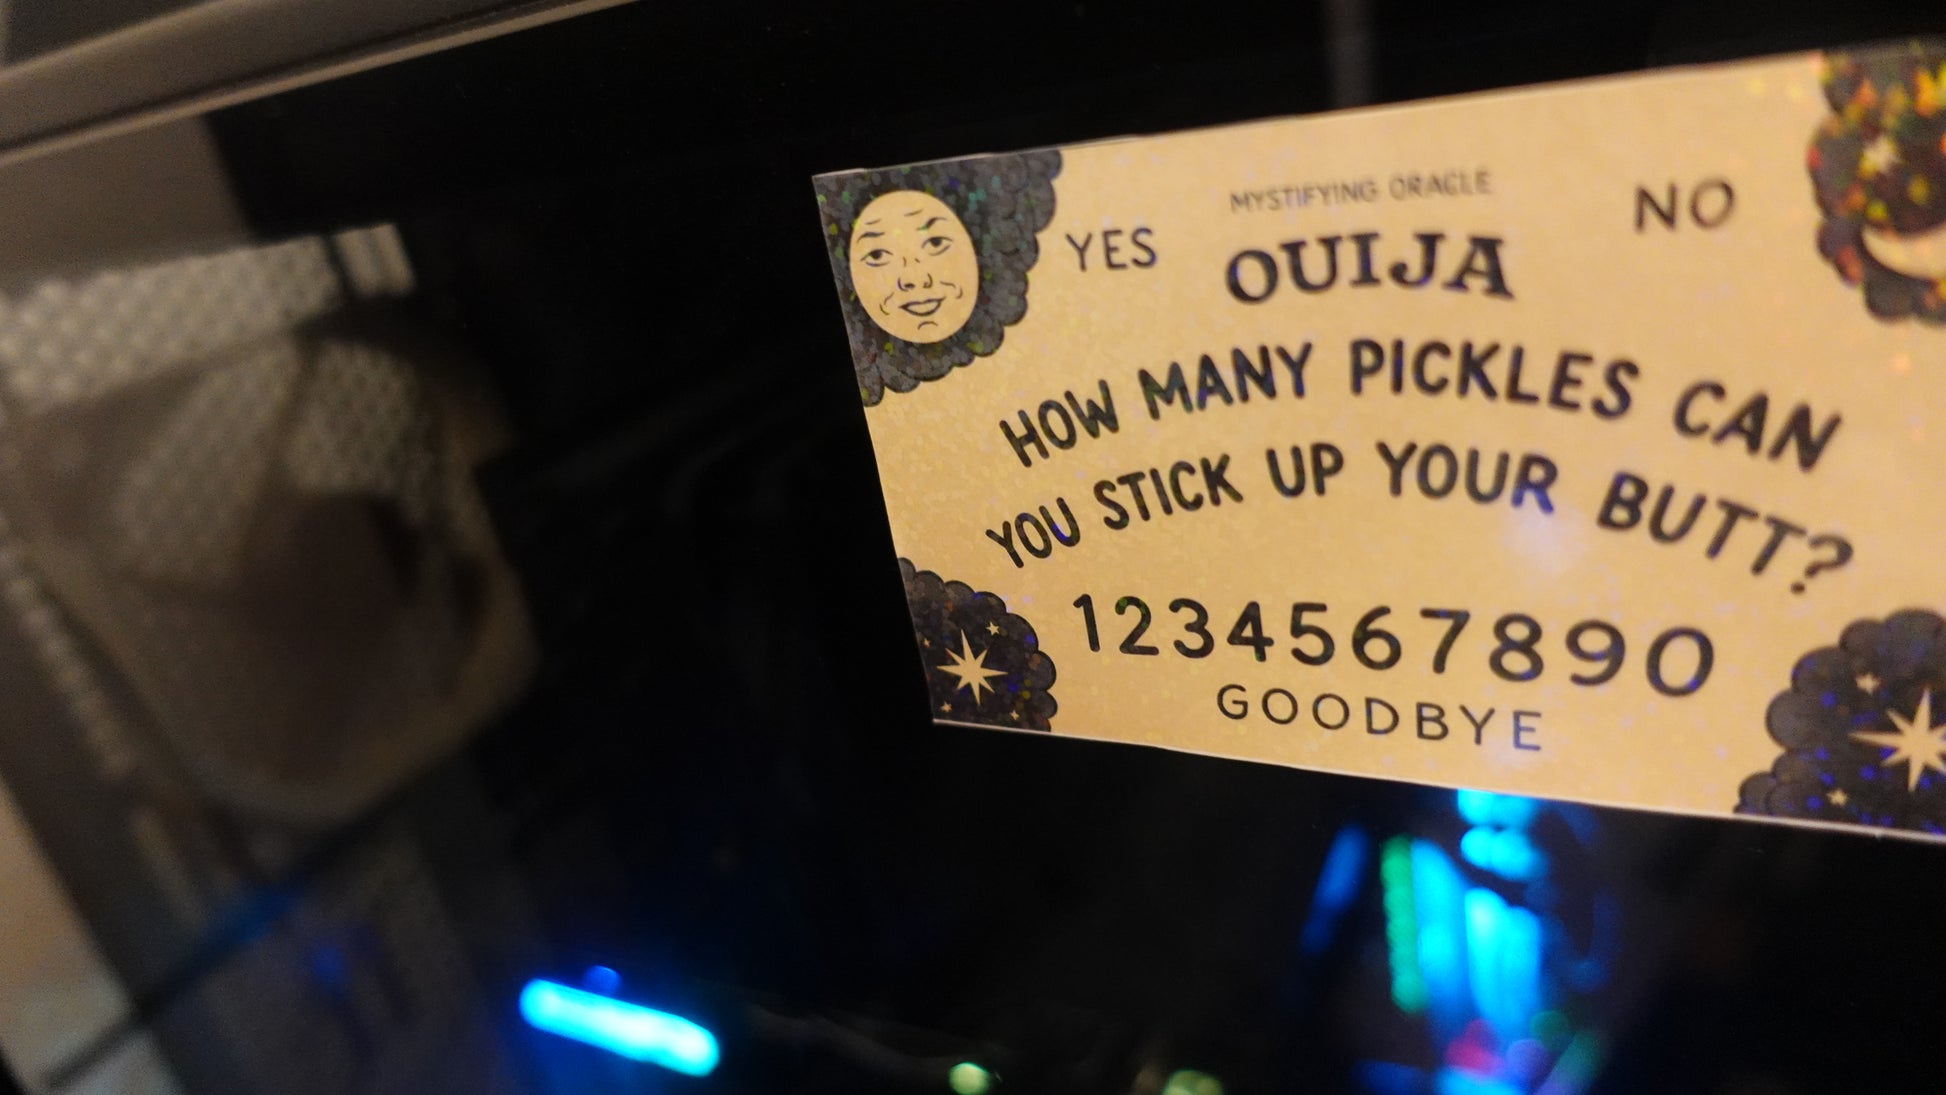 MYSTIFYING ORACLE
YES OUIJA NO
HOW MANY PICKLES CAN
YOU STICK UP YOUR BUTT?
1234567890
GOODBYE